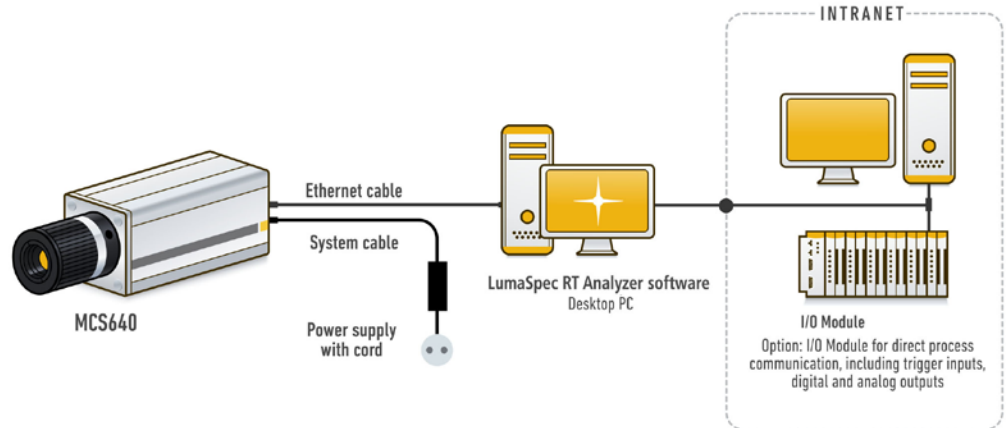 INTRANET
Ethernet cable
System cable
MCS640
Power supply
with cord
LumaSpec RT Analyzer software
Desktop PC
I/O Module
Option: I/O Module for direct process
communication, including trigger inputs,
digital and analog outputs